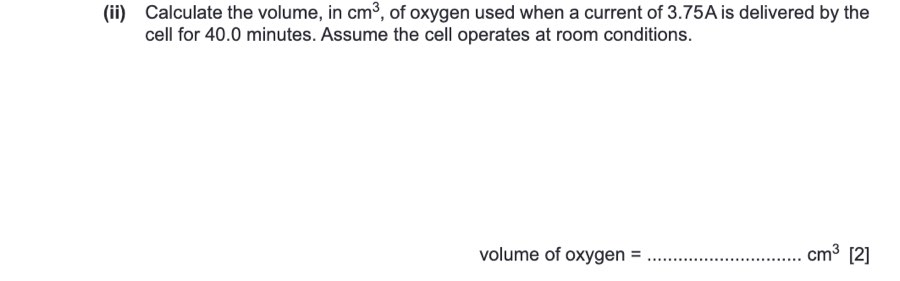 (ii) Calculate the volume, in cm³, of oxygen used when a current of 3.75A is delivered by the
cell for 40.0 minutes. Assume the cell operates at room conditions.
volume of oxygen = .............................. cm³ [2]